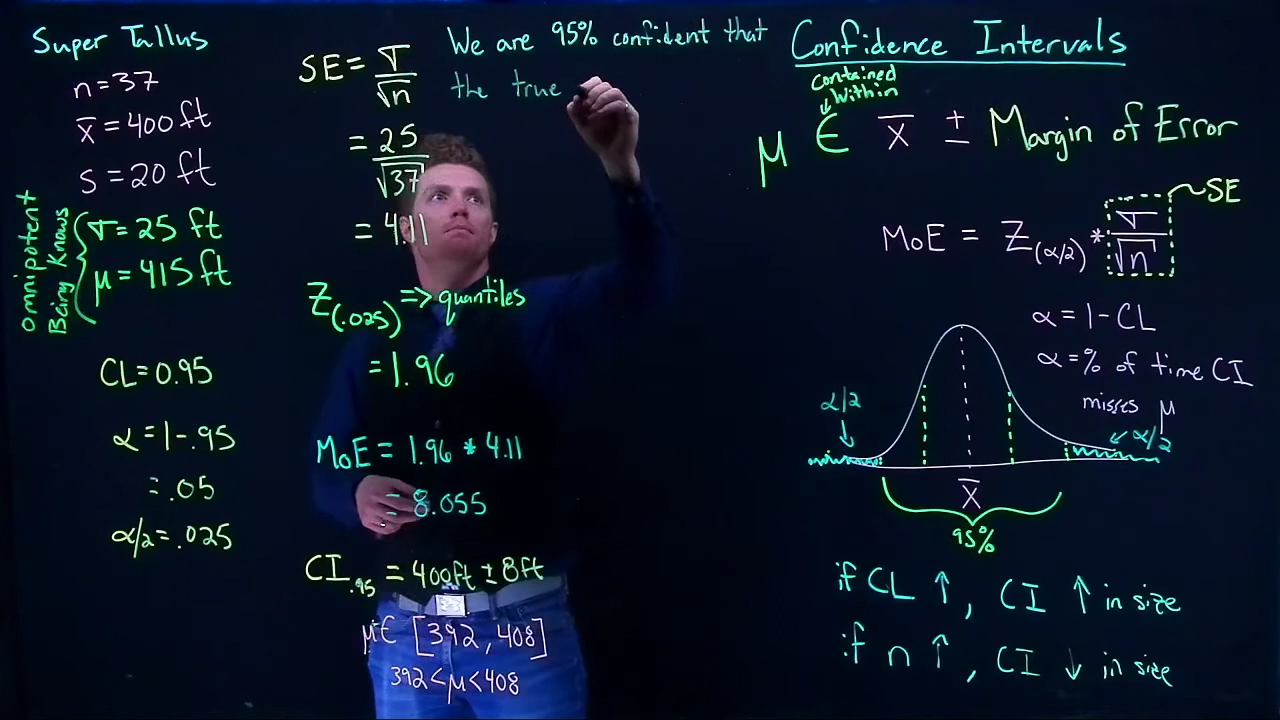 Super Tallus
n=37
x̄ = 400 ft
s = 20 ft
Omnipotent
Being Knows
σ = 25 ft
μ = 415 ft
CL = 0.95
α = 1-.95
= .05
α/2 = .025
SE = σ/√n
= 25/√37
= 4.11
Z(.025) => quantiles
= 1.96
MoE = 1.96 * 4.11
= 8.055
CI.95 = 400ft ± 8ft
μ ∈ [392, 408]
392 < μ < 408
We are 95% confident that
the true
Confidence Intervals
contained
within
μ ∈ x̄ ± Margin of Error
MoE = Z(α/2) * σ/√n
SE
α = 1-CL
α = % of time CI
misses μ
α/2
α/2
x̄
95%
if CL ↑, CI ↑ in size
if n ↑, CI ↓ in size